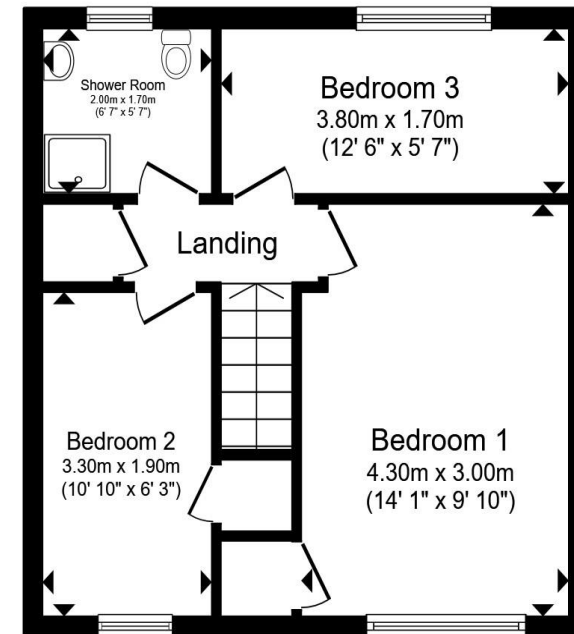 Shower Room
2.00m x 1.70m
(6' 7" x 5' 7")
Bedroom 3
3.80m x 1.70m
(12' 6" x 5' 7")
Landing
Bedroom 2
3.30m x 1.90m
(10' 10" x 6' 3")
Bedroom 1
4.30m x 3.00m
(14' 1" x 9' 10")